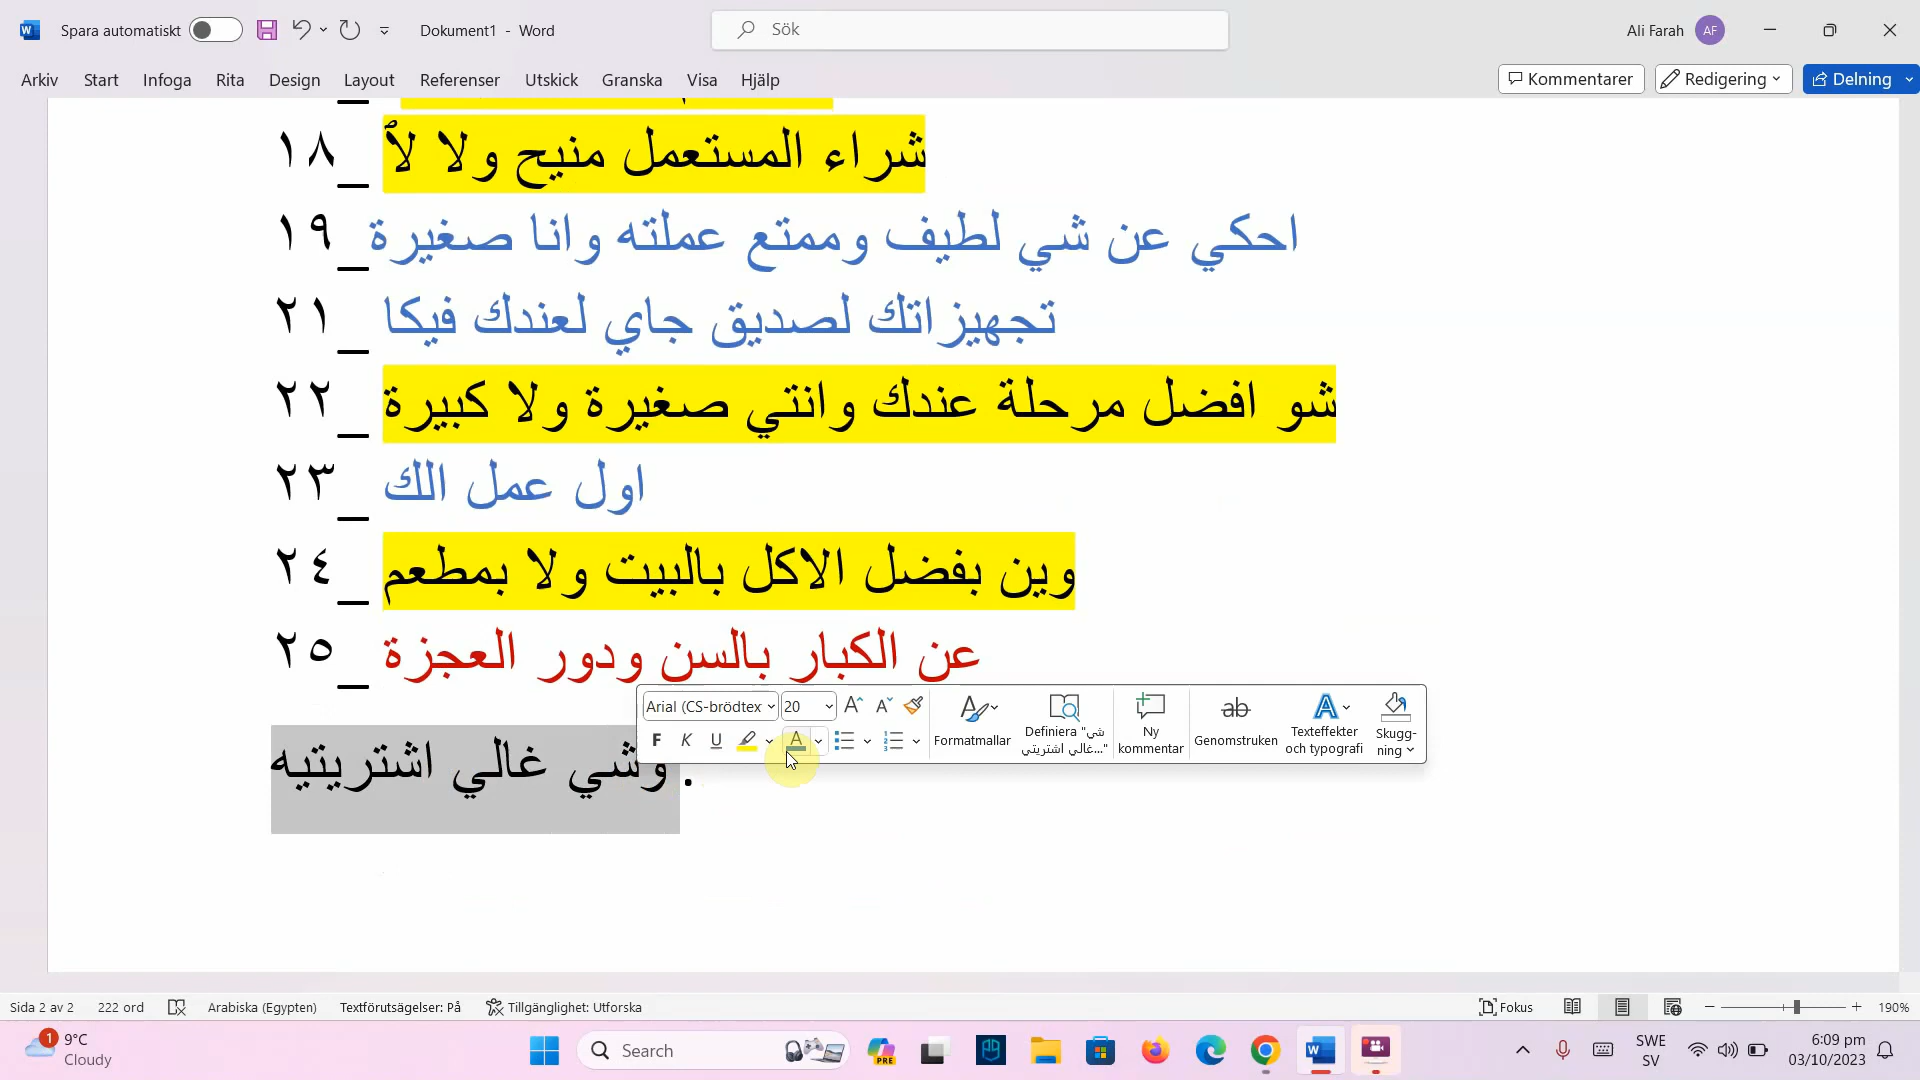 Spara automatiskt
Dokument1 - Word
Sök
Ali Farah AF
Arkiv Start Infoga Rita Design Layout Referenser Utskick Granska Visa Hjälp
Kommentarer Redigering Delning
١٨_ شراء المستعمل منيح ولا لأ
١٩_احكي عن شي لطيف وممتع عملته وانا صغيرة
٢١_ تجهيزاتك لصديق جاي لعندك فيكا
٢٢_ شو افضل مرحلة عندك وانتي صغيرة ولا كبيرة
٢٣_ اول عمل الك
٢٤_ وين بفضل الاكل بالبيت ولا بمطعم
٢٥_ عن الكبار بالسن ودور العجزة
Arial (CS-brödtex 20
F K U
Formatmallar
Definiera "شي غالي اشتريتي..."
Ny kommentar
Genomstruken
Texteffekter och typografi
Skugg-ning
وشي غالي اشتريتيه .
Sida 2 av 2 222 ord Arabiska (Egypten) Textförutsägelser: På Tillgänglighet: Utforska
Fokus 190%
1 9°C
Cloudy
Search
PRE
SWE
SV
6:09 pm
03/10/2023